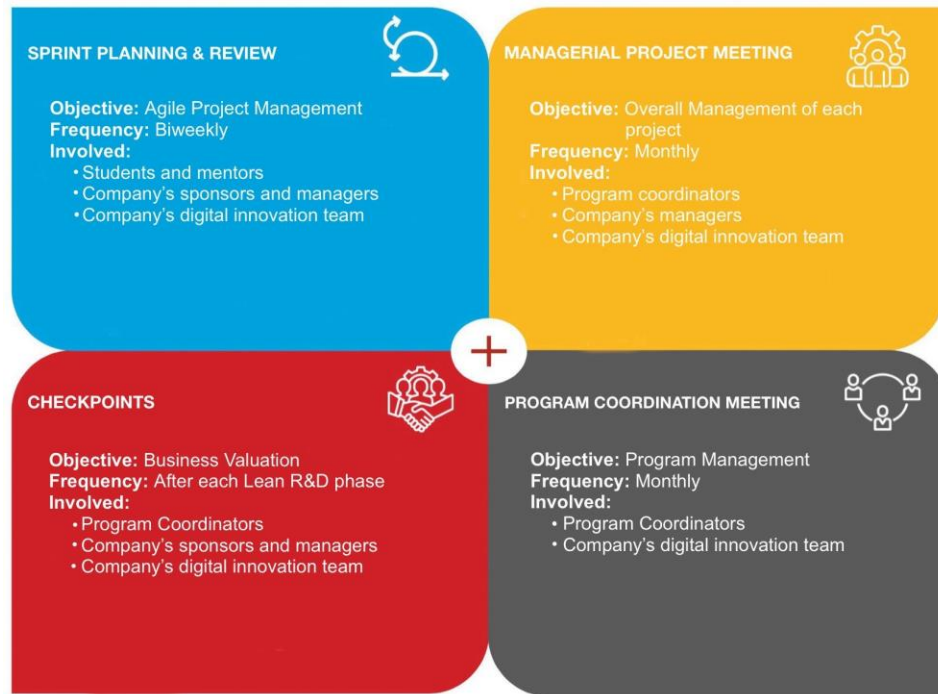 SPRINT PLANNING & REVIEW
Objective: Agile Project Management
Frequency: Biweekly
Involved:
• Students and mentors
• Company's sponsors and managers
• Company's digital innovation team
MANAGERIAL PROJECT MEETING
Objective: Overall Management of each
project
Frequency: Monthly
Involved:
• Program coordinators
• Company's managers
• Company's digital innovation team
CHECKPOINTS
Objective: Business Valuation
Frequency: After each Lean R&D phase
Involved:
• Program Coordinators
• Company's sponsors and managers
• Company's digital innovation team
PROGRAM COORDINATION MEETING
Objective: Program Management
Frequency: Monthly
Involved:
• Program Coordinators
• Company's digital innovation team